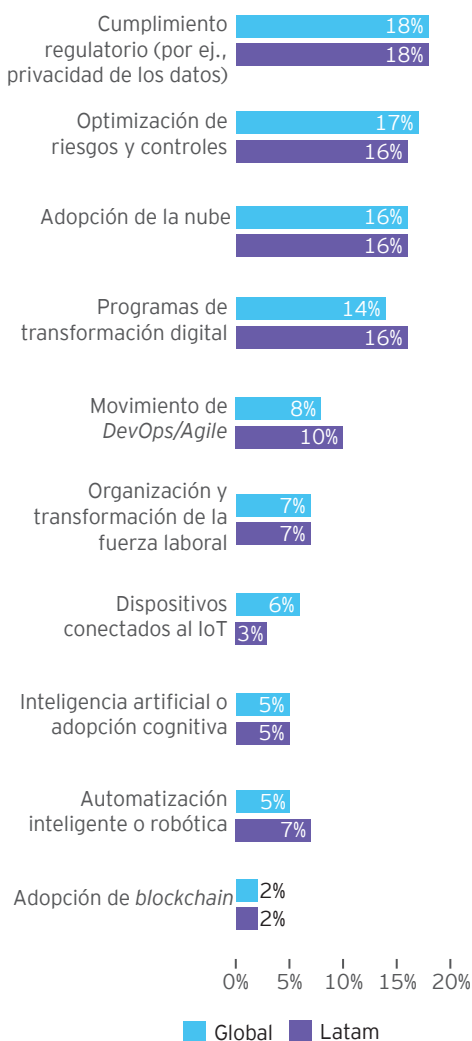 Cumplimiento
regulatorio (por ej.,
privacidad de los datos)
18%
18%
Optimización de
riesgos y controles
17%
16%
Adopción de la nube
16%
16%
Programas de
transformación digital
14%
16%
Movimiento de
DevOps/Agile
8%
10%
Organización y
transformación de la
fuerza laboral
7%
7%
Dispositivos
conectados al IoT
6%
3%
Inteligencia artificial o
adopción cognitiva
5%
5%
Automatización
inteligente o robótica
5%
7%
Adopción de blockchain
2%
2%
0% 5% 10% 15% 20%
Global Latam